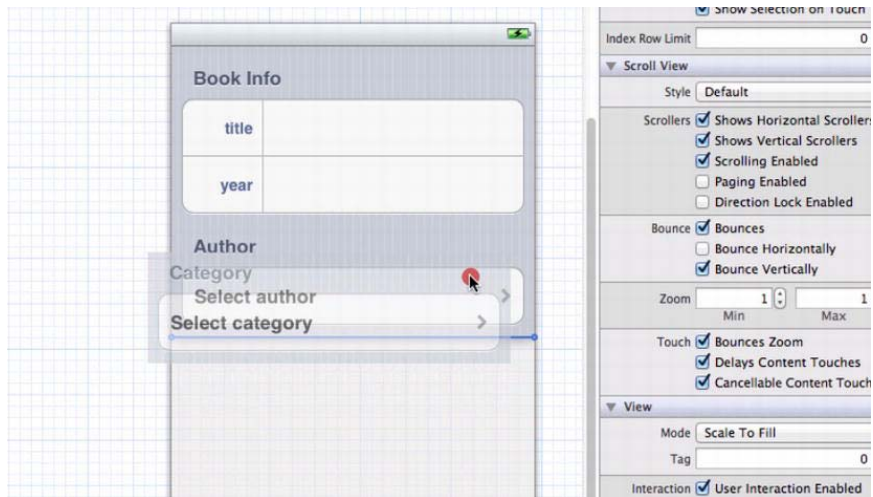 Book Info
title
year
Author
Category
Select author
Select category
Show Selection on Touch
Index Row Limit 0
Scroll View
Style Default
Scrollers Shows Horizontal Scrollers
Shows Vertical Scrollers
Scrolling Enabled
Paging Enabled
Direction Lock Enabled
Bounce Bounces
Bounce Horizontally
Bounce Vertically
Zoom 1 1
Min Max
Touch Bounces Zoom
Delays Content Touches
Cancellable Content Touch
View
Mode Scale To Fill
Tag 0
Interaction User Interaction Enabled